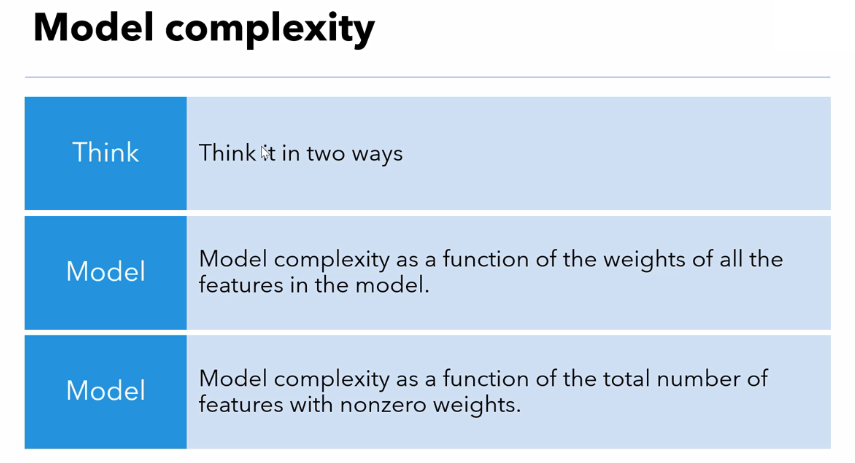 Model complexity
Think
Think it in two ways
Model
Model complexity as a function of the weights of all the
features in the model.
Model
Model complexity as a function of the total number of
features with nonzero weights.